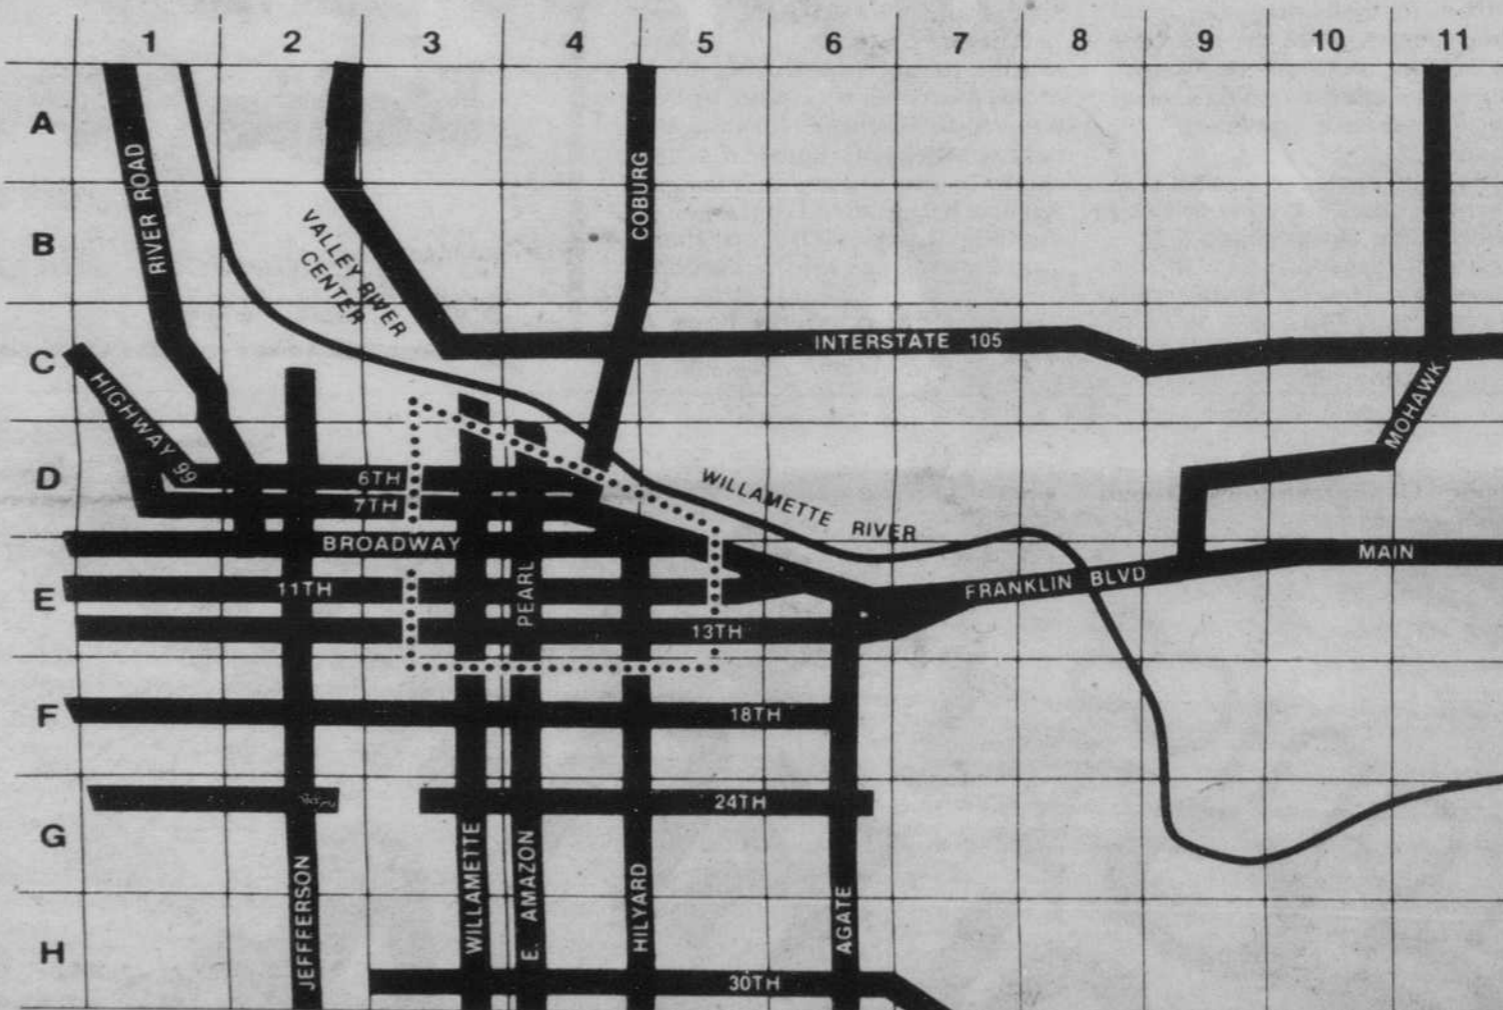 1 2 3 4 5 6 7 8 9 10 11
A
B
C
D
E
F
G
H
RIVER ROAD
VALLEY RIVER
CENTER
COBURG
INTERSTATE 105
HIGHWAY 99
MOHAWK
6TH
7TH
WILLAMETTE RIVER
BROADWAY
MAIN
11TH
PEARL
FRANKLIN BLVD
13TH
18TH
24TH
JEFFFERSON
WILLAMETTE
E. AMAZON
HILYARD
AGATE
30TH